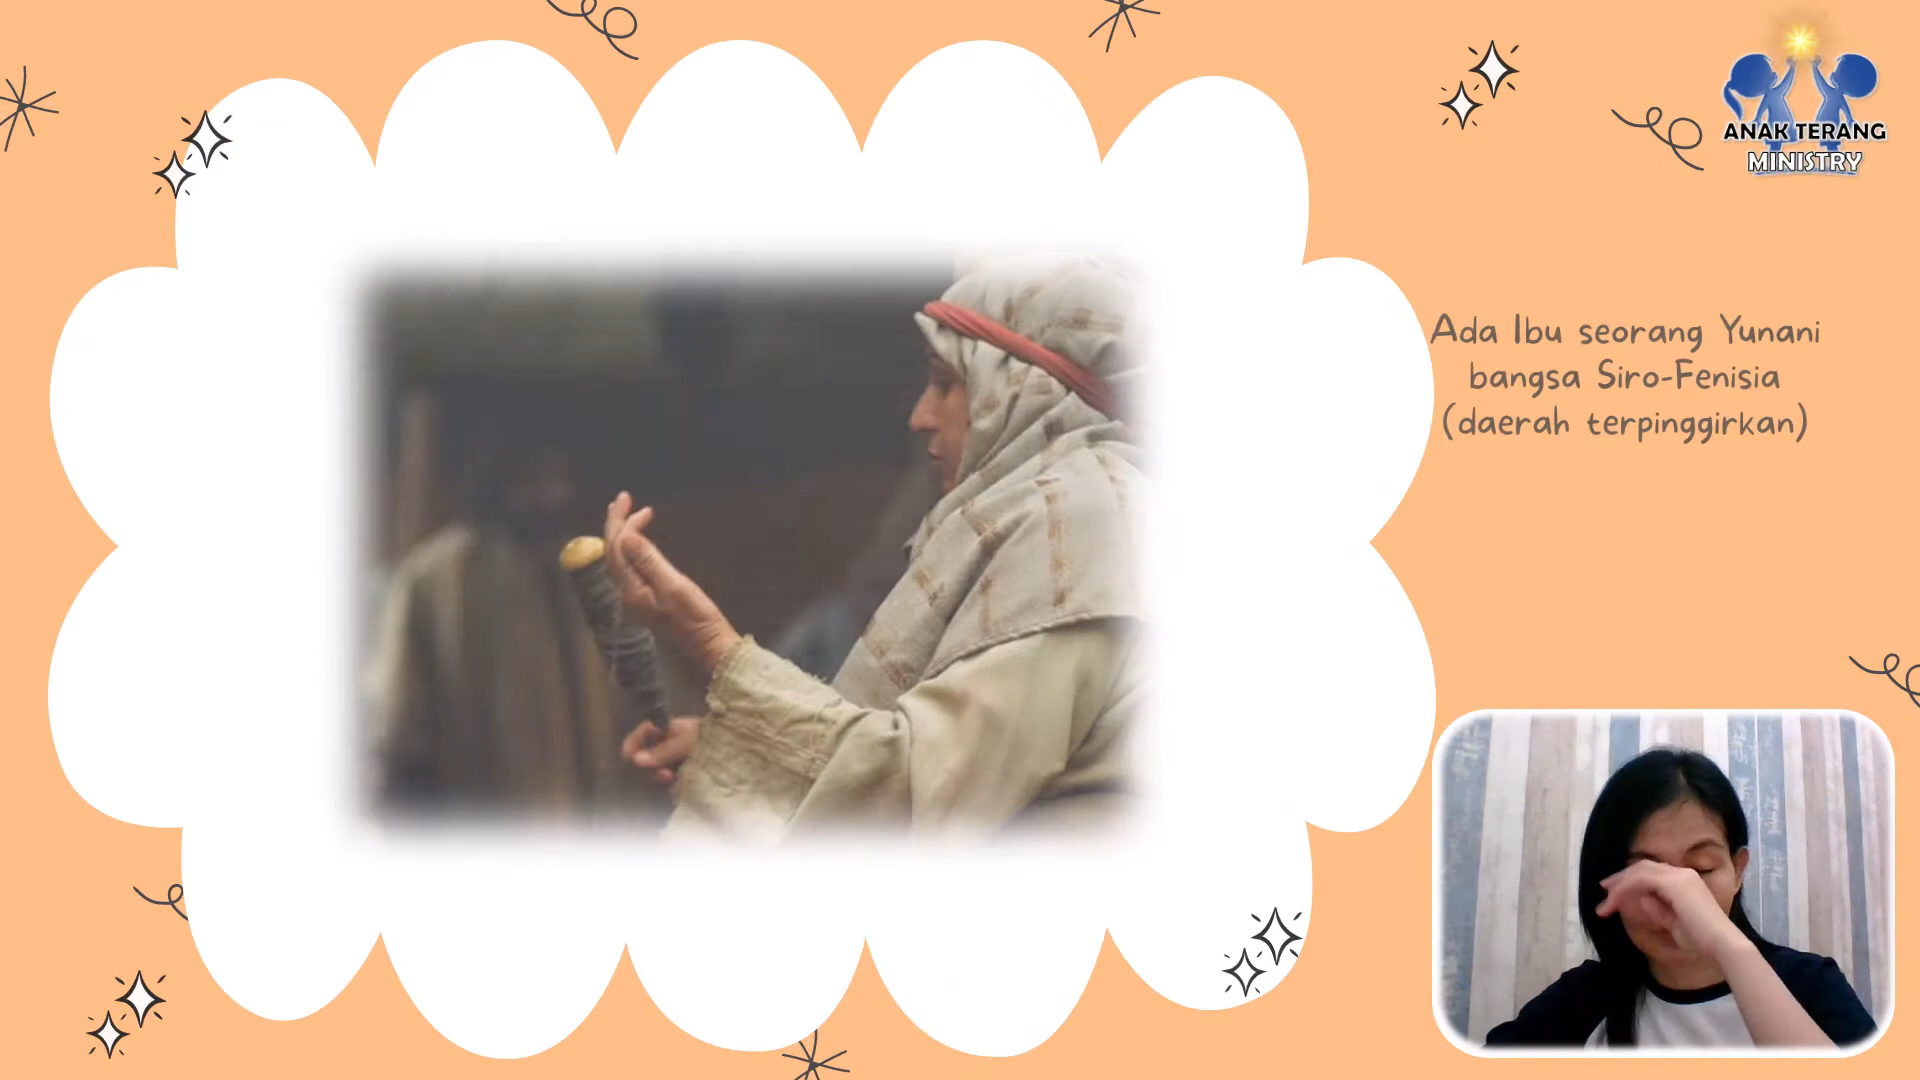 ANAK TERANG
MINISTRY
Ada Ibu seorang Yunani
bangsa Siro-Fenisia
(daerah terpinggirkan)